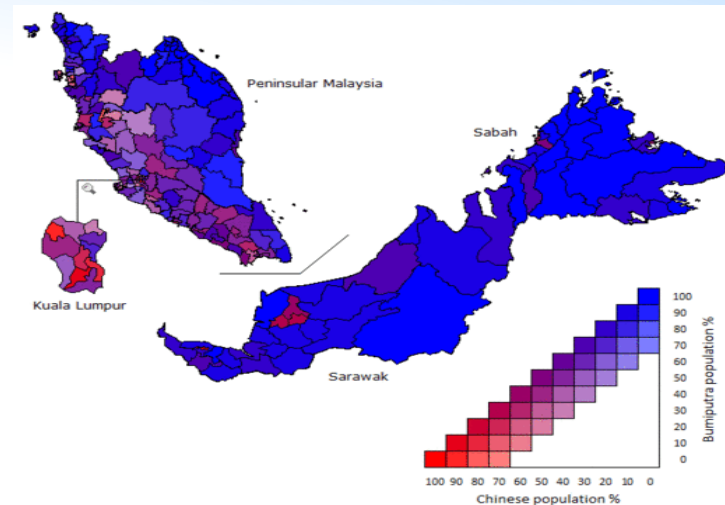 Peninsular Malaysia
Sabah
Kuala Lumpur
Sarawak
100
90
80
70
60
50
40
30
20
10
0
Bumiputra population %
100 90 80 70 60 50 40 30 20 10 0
Chinese population %